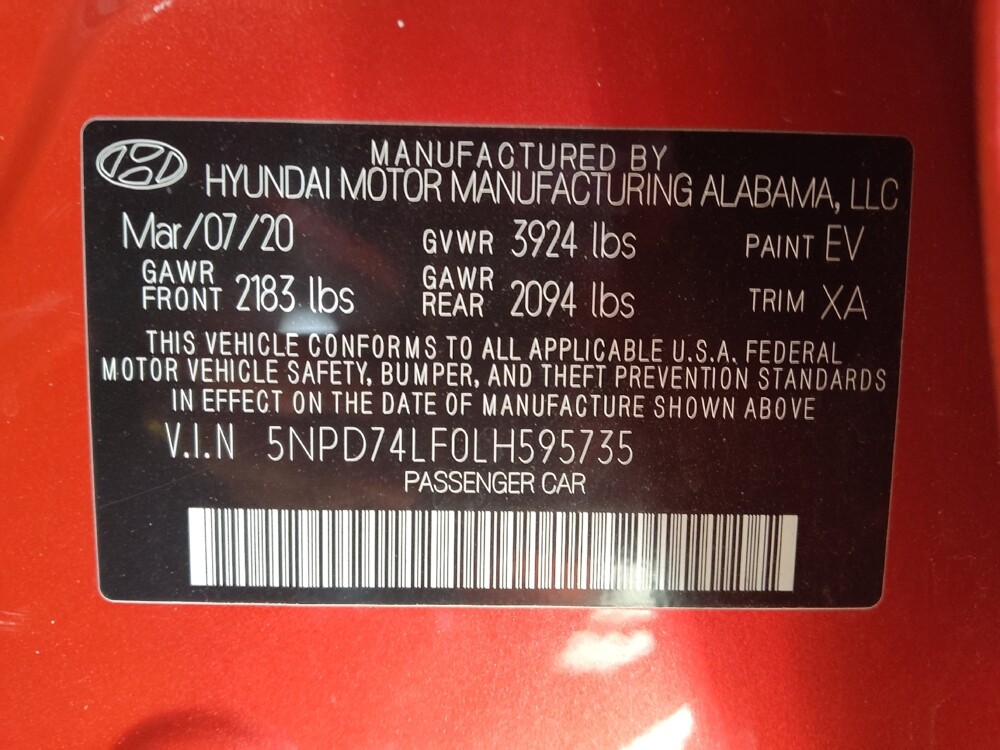 MANUFACTURED BY
HYUNDAI MOTOR MANUFACTURING ALABAMA, LLC
Mar/07/20 GVWR 3924 lbs PAINT EV
GAWR FRONT 2183 lbs GAWR REAR 2094 lbs TRIM XA
THIS VEHICLE CONFORMS TO ALL APPLICABLE U.S.A. FEDERAL
MOTOR VEHICLE SAFETY, BUMPER, AND THEFT PREVENTION STANDARDS
IN EFFECT ON THE DATE OF MANUFACTURE SHOWN ABOVE
V.I.N 5NPD74LF0LH595735
PASSENGER CAR